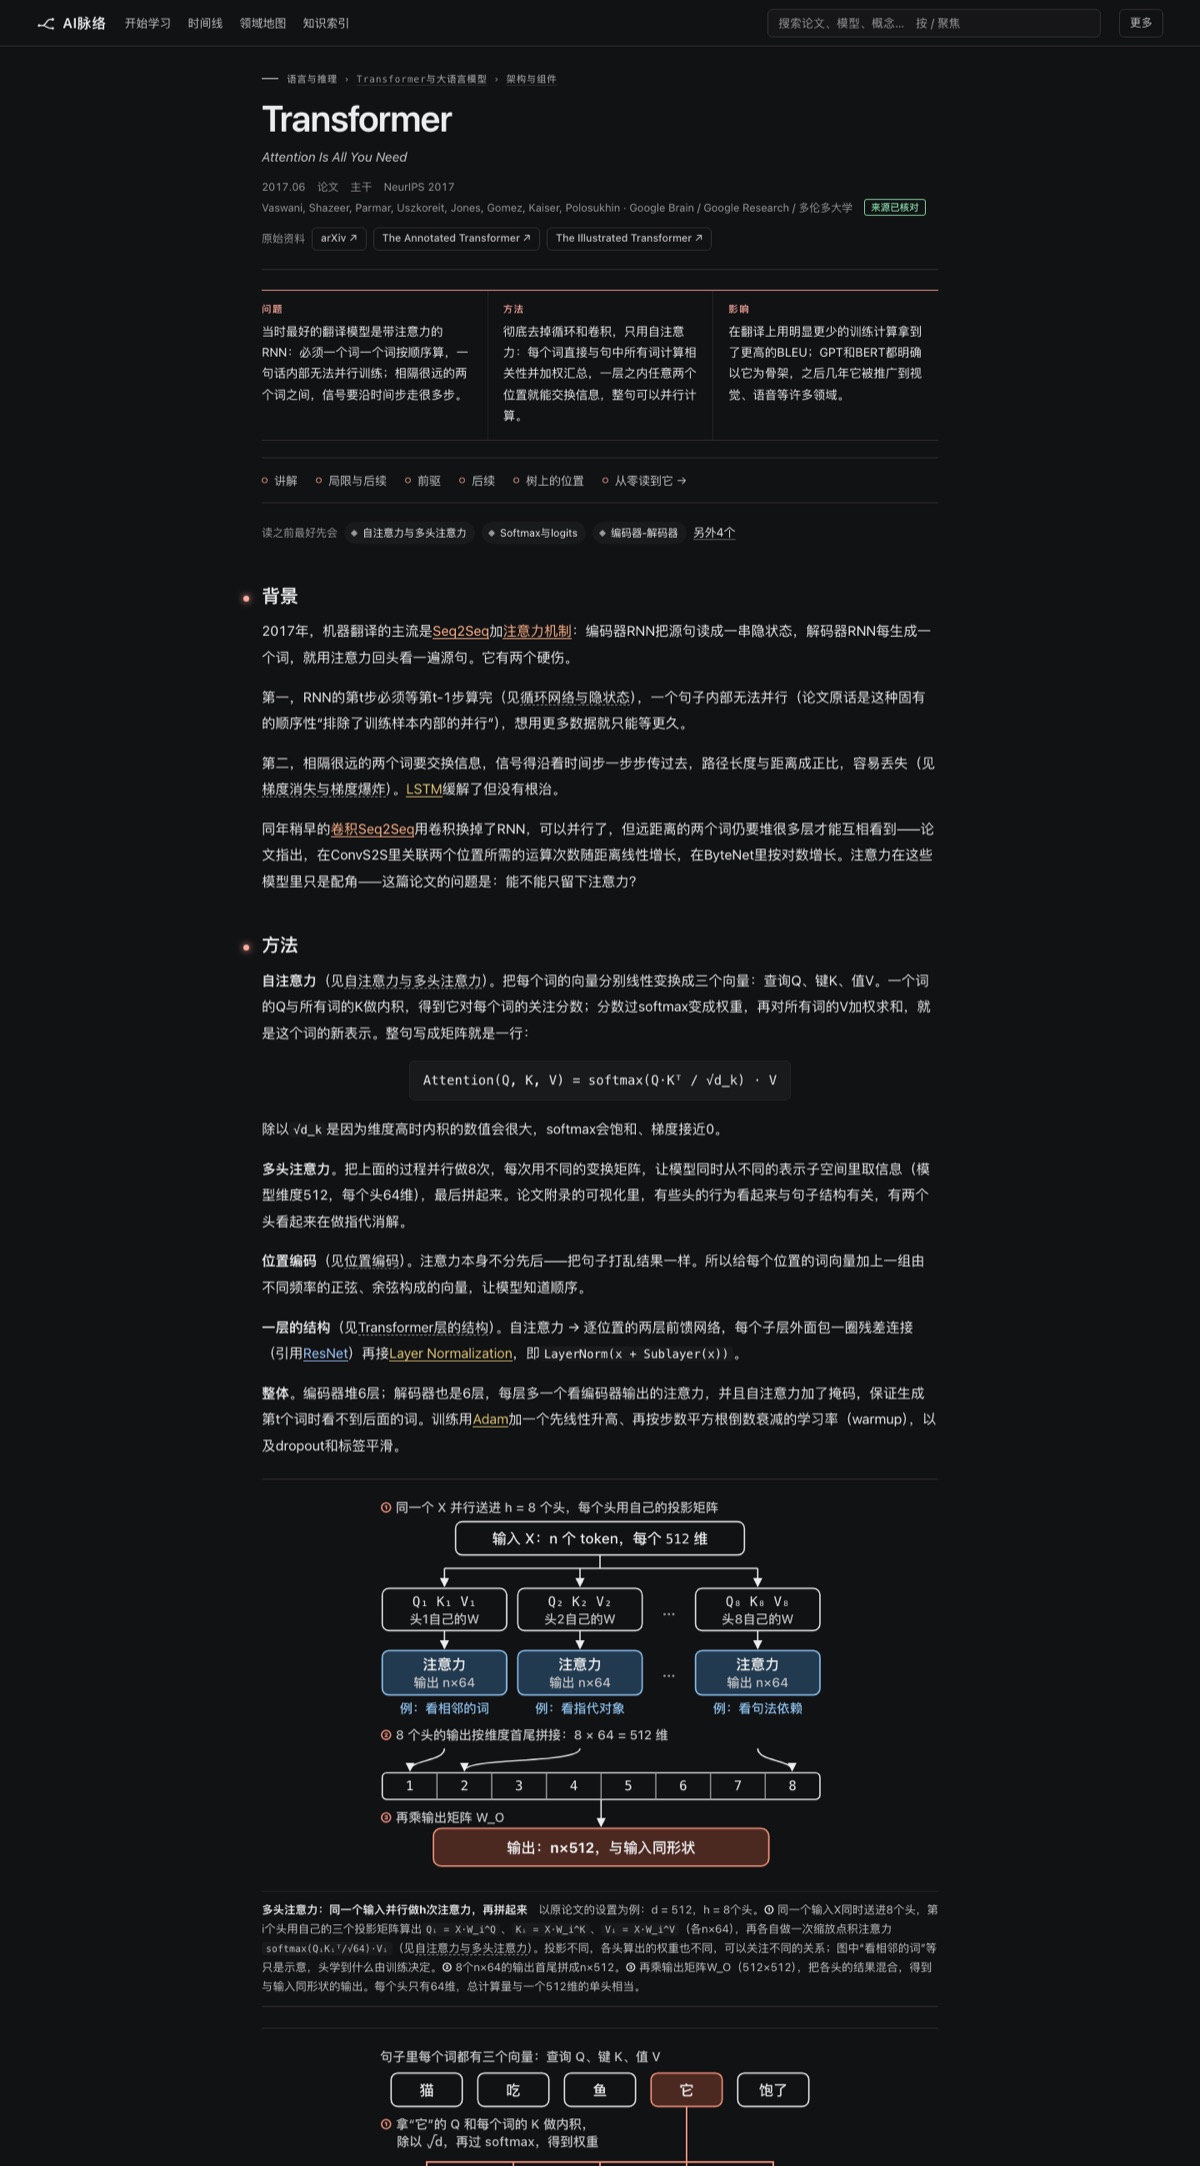 AI脉络 开始学习 时间线 领域地图 知识索引 搜索论文、模型、概念… 按 / 聚焦 更多
语言与推理 › Transformer与大语言模型 › 架构与组件
Transformer
Attention Is All You Need
2017.06 论文 主干 NeurIPS 2017
Vaswani, Shazeer, Parmar, Uszkoreit, Jones, Gomez, Kaiser, Polosukhin · Google Brain / Google Research / 多伦多大学 来源已核对
原始资料 arXiv ↗ The Annotated Transformer ↗ The Illustrated Transformer ↗
问题
当时最好的翻译模型是带注意力的
RNN：必须一个词一个词按顺序算，一
句话内部无法并行训练；相隔很远的两
个词之间，信号要沿时间步走很多步。
方法
彻底去掉循环和卷积，只用自注意
力：每个词直接与句中所有词计算相
关性并加权汇总，一层之内任意两个
位置就能交换信息，整句可以并行计
算。
影响
在翻译上用明显更少的训练计算拿到
了更高的BLEU；GPT和BERT都明确
以它为骨架，之后几年它被推广到视
觉、语音等许多领域。
讲解 局限与后续 前驱 后续 树上的位置 从零读到它 →
读之前最好先会 ◆ 自注意力与多头注意力 ◆ Softmax与logits ◆ 编码器-解码器 另外4个
背景
2017年，机器翻译的主流是Seq2Seq加注意力机制：编码器RNN把源句读成一串隐状态，解码器RNN每生成一
个词，就用注意力回头看一遍源句。它有两个硬伤。
第一，RNN的第t步必须等第t-1步算完（见循环网络与隐状态），一个句子内部无法并行（论文原话是这种固有
的顺序性“排除了训练样本内部的并行”），想用更多数据就只能等更久。
第二，相隔很远的两个词要交换信息，信号得沿着时间步一步步传过去，路径长度与距离成正比，容易丢失（见
梯度消失与梯度爆炸）。LSTM缓解了但没有根治。
同年稍早的卷积Seq2Seq用卷积换掉了RNN，可以并行了，但远距离的两个词仍要堆很多层才能互相看到——论
文指出，在ConvS2S里关联两个位置所需的运算次数随距离线性增长，在ByteNet里按对数增长。注意力在这些
模型里只是配角——这篇论文的问题是：能不能只留下注意力？
方法
自注意力（见自注意力与多头注意力）。把每个词的向量分别线性变换成三个向量：查询Q、键K、值V。一个词
的Q与所有词的K做内积，得到它对每个词的关注分数；分数过softmax变成权重，再对所有词的V加权求和，就
是这个词的新表示。整句写成矩阵就是一行：
Attention(Q, K, V) = softmax(Q·Kᵀ / √d_k) · V
除以 √d_k 是因为维度高时内积的数值会很大，softmax会饱和、梯度接近0。
多头注意力。把上面的过程并行做8次，每次用不同的变换矩阵，让模型同时从不同的表示子空间里取信息（模
型维度512，每个头64维），最后拼起来。论文附录的可视化里，有些头的行为看起来与句子结构有关，有两个
头看起来在做指代消解。
位置编码（见位置编码）。注意力本身不分先后——把句子打乱结果一样。所以给每个位置的词向量加上一组由
不同频率的正弦、余弦构成的向量，让模型知道顺序。
一层的结构（见Transformer层的结构）。自注意力 → 逐位置的两层前馈网络，每个子层外面包一圈残差连接
（引用ResNet）再接Layer Normalization，即 LayerNorm(x + Sublayer(x)) 。
整体。编码器堆6层；解码器也是6层，每层多一个看编码器输出的注意力，并且自注意力加了掩码，保证生成
第t个词时看不到后面的词。训练用Adam加一个先线性升高、再按步数平方根倒数衰减的学习率（warmup），以
及dropout和标签平滑。
① 同一个 X 并行送进 h = 8 个头，每个头用自己的投影矩阵
输入 X：n 个 token，每个 512 维
Q₁ K₁ V₁ Q₂ K₂ V₂ Q₈ K₈ V₈
头1自己的W 头2自己的W … 头8自己的W
注意力 注意力 注意力
输出 n×64 输出 n×64 … 输出 n×64
例：看相邻的词 例：看指代对象 例：看句法依赖
② 8 个头的输出按维度首尾拼接：8 × 64 = 512 维
1 2 3 4 5 6 7 8
③ 再乘输出矩阵 W_O
输出：n×512，与输入同形状
多头注意力：同一个输入并行做h次注意力，再拼起来 以原论文的设置为例：d = 512，h = 8个头。① 同一个输入X同时送进8个头，第
i个头用自己的三个投影矩阵算出 Qᵢ = X·W_i^Q 、 Kᵢ = X·W_i^K 、 Vᵢ = X·W_i^V （各n×64），再各自做一次缩放点积注意力
softmax(QᵢKᵢᵀ/√64)·Vᵢ （见自注意力与多头注意力）。投影不同，各头算出的权重也不同，可以关注不同的关系；图中“看相邻的词”等
只是示意，头学到什么由训练决定。② 8个n×64的输出首尾拼成n×512。③ 再乘输出矩阵W_O（512×512），把各头的结果混合，得到
与输入同形状的输出。每个头只有64维，总计算量与一个512维的单头相当。
句子里每个词都有三个向量：查询 Q、键 K、值 V
猫 吃 鱼 它 饱了
① 拿“它”的 Q 和每个词的 K 做内积，
除以 √d，再过 softmax，得到权重